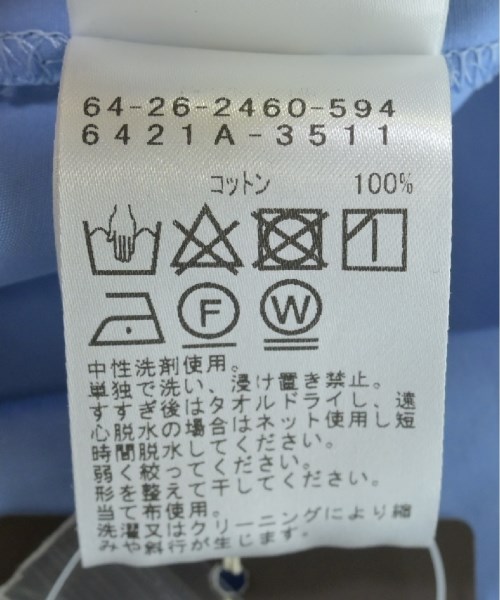 64-26-2460-594
6421A-3511
コットン 100%
F W
中性洗剤使用。
単独で洗い、浸け置き禁止。
すすぎ後はタオルドライし、遠
心脱水の場合はネット使用し短
時間脱水してください。
弱く絞ってください。
形を整えて干してください。
当て布使用。
洗濯又はクリーニングにより縮
みや斜行が生じます。